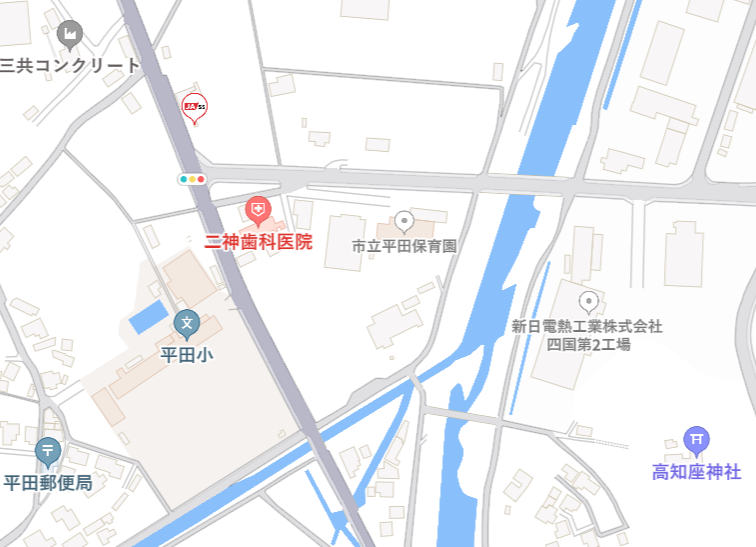 三共コンクリート
JA SS
二神歯科医院
市立平田保育園
文
平田小
新日電熱工業株式会社
四国第2工場
平田郵便局
高知座神社